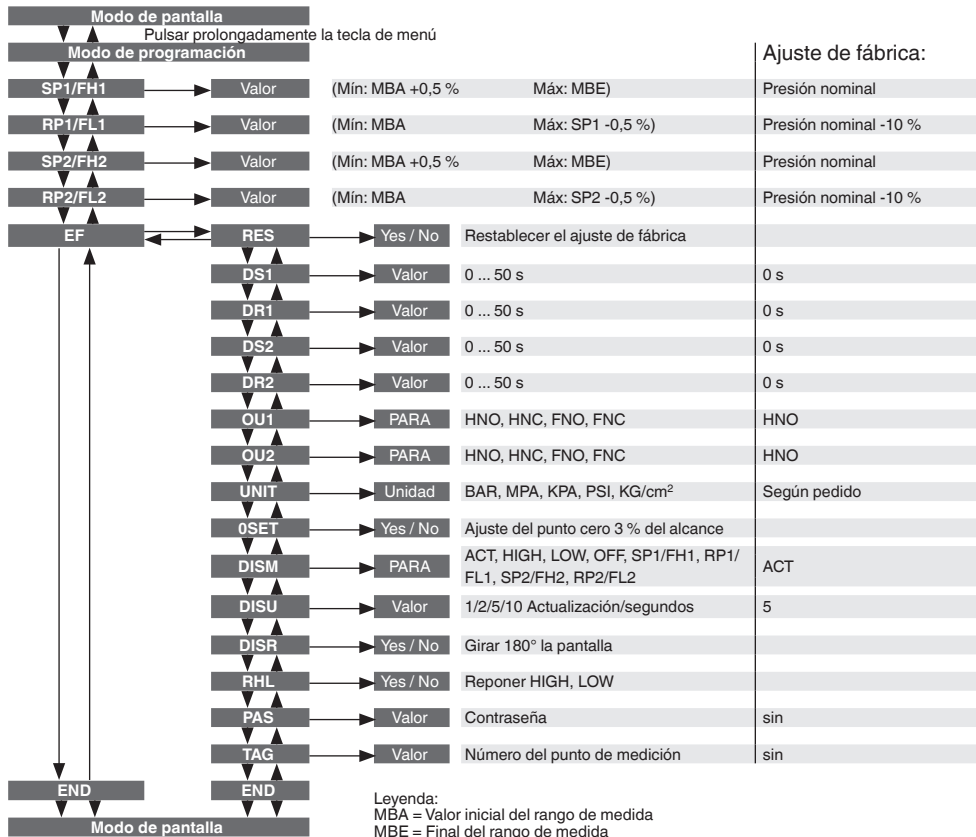 Modo de pantalla
Pulsar prolongadamente la tecla de menú
Modo de programación
Ajuste de fábrica:
SP1/FH1 Valor (Mín: MBA +0,5 % Máx: MBE) Presión nominal
RP1/FL1 Valor (Mín: MBA Máx: SP1 -0,5 %) Presión nominal -10 %
SP2/FH2 Valor (Mín: MBA +0,5 % Máx: MBE) Presión nominal
RP2/FL2 Valor (Mín: MBA Máx: SP2 -0,5 %) Presión nominal -10 %
EF RES Yes / No Restablecer el ajuste de fábrica
DS1 Valor 0 ... 50 s 0 s
DR1 Valor 0 ... 50 s 0 s
DS2 Valor 0 ... 50 s 0 s
DR2 Valor 0 ... 50 s 0 s
OU1 PARA HNO, HNC, FNO, FNC HNO
OU2 PARA HNO, HNC, FNO, FNC HNO
UNIT Unidad BAR, MPA, KPA, PSI, KG/cm² Según pedido
0SET Yes / No Ajuste del punto cero 3 % del alcance
DISM PARA ACT, HIGH, LOW, OFF, SP1/FH1, RP1/
FL1, SP2/FH2, RP2/FL2 ACT
DISU Valor 1/2/5/10 Actualización/segundos 5
DISR Yes / No Girar 180° la pantalla
RHL Yes / No Reponer HIGH, LOW
PAS Valor Contraseña sin
TAG Valor Número del punto de medición sin
END END
Modo de pantalla
Leyenda:
MBA = Valor inicial del rango de medida
MBE = Final del rango de medida